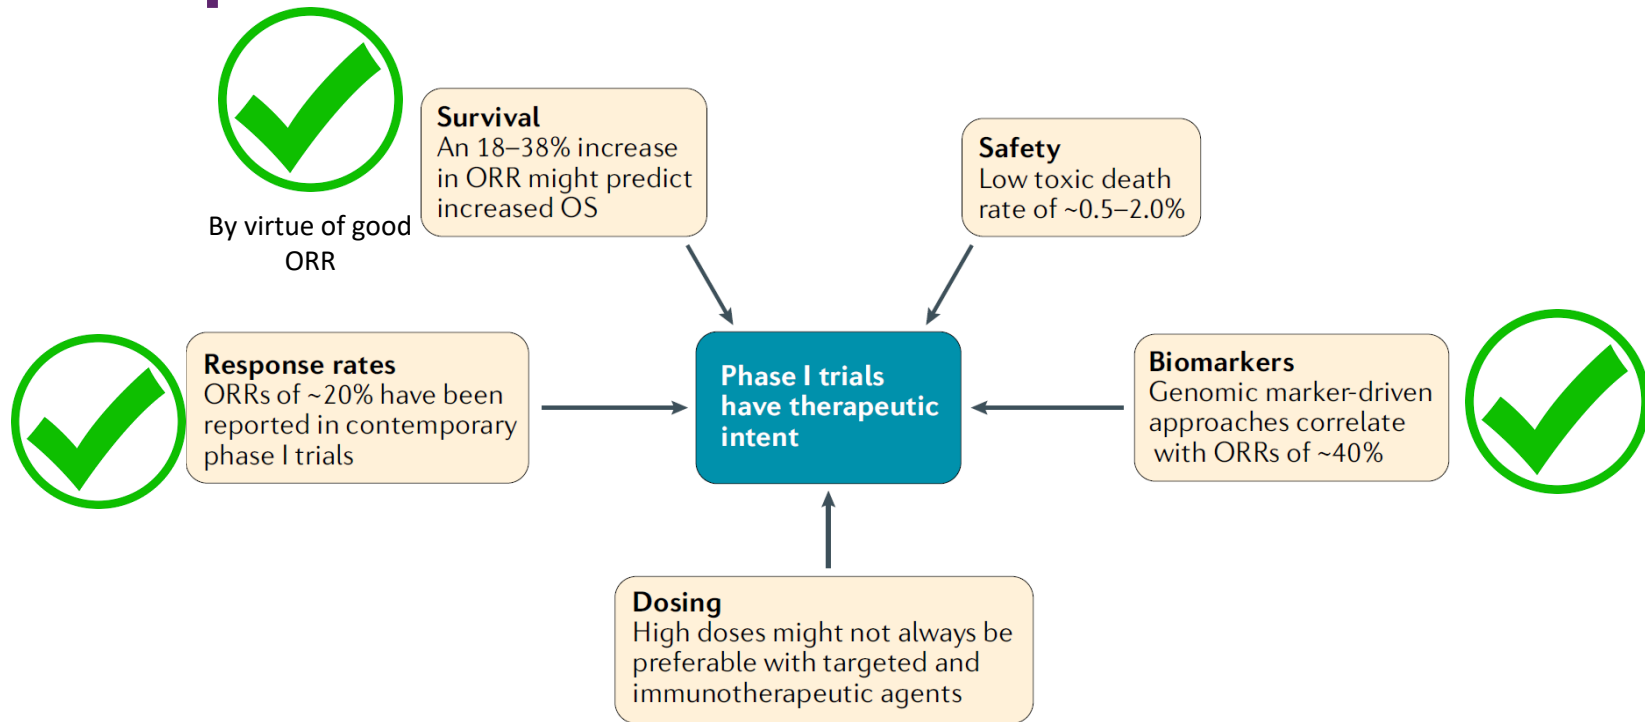 Survival
An 18–38% increase
in ORR might predict
increased OS
By virtue of good
ORR
Safety
Low toxic death
rate of ~0.5–2.0%
Response rates
ORRs of ~20% have been
reported in contemporary
phase I trials
Phase I trials
have therapeutic
intent
Biomarkers
Genomic marker-driven
approaches correlate
with ORRs of ~40%
Dosing
High doses might not always be
preferable with targeted and
immunotherapeutic agents